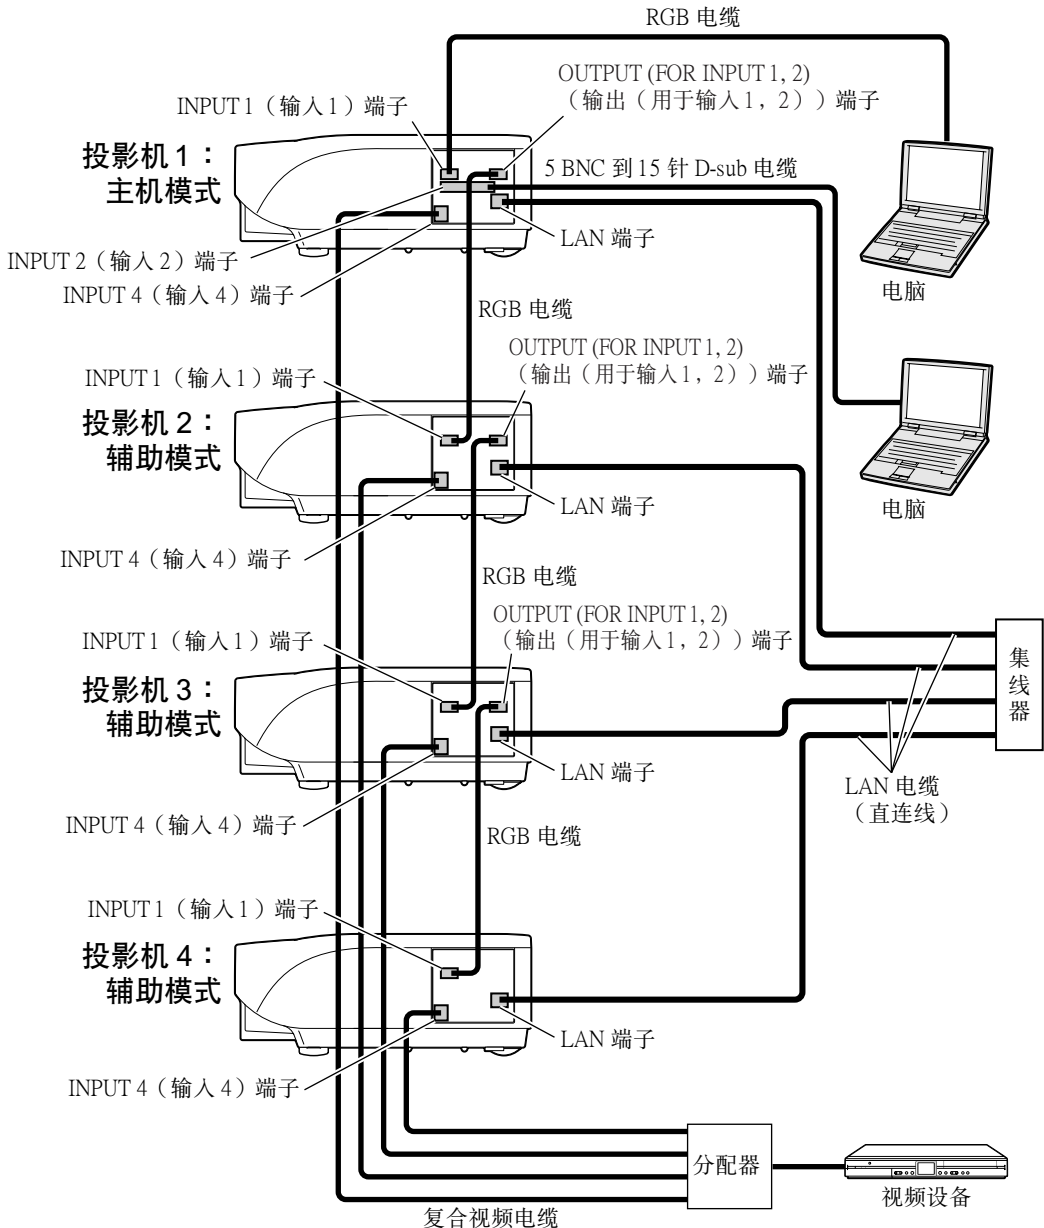 RGB 电缆
OUTPUT (FOR INPUT 1, 2)
（输出（用于输入1，2））端子
INPUT 1（输入1）端子
投影机 1：
主机模式
5 BNC 到 15 针 D-sub 电缆
LAN 端子
INPUT 2（输入2）端子
INPUT 4（输入4）端子
电脑
RGB 电缆
OUTPUT (FOR INPUT 1, 2)
（输出（用于输入1，2））端子
INPUT 1（输入1）端子
投影机 2：
辅助模式
LAN 端子
电脑
INPUT 4（输入4）端子
RGB 电缆
OUTPUT (FOR INPUT 1, 2)
（输出（用于输入1，2））端子
INPUT 1（输入1）端子
集线器
投影机 3：
辅助模式
LAN 端子
LAN 电缆
（直连线）
INPUT 4（输入4）端子
RGB 电缆
INPUT 1（输入1）端子
投影机 4：
辅助模式
LAN 端子
INPUT 4（输入4）端子
分配器
视频设备
复合视频电缆